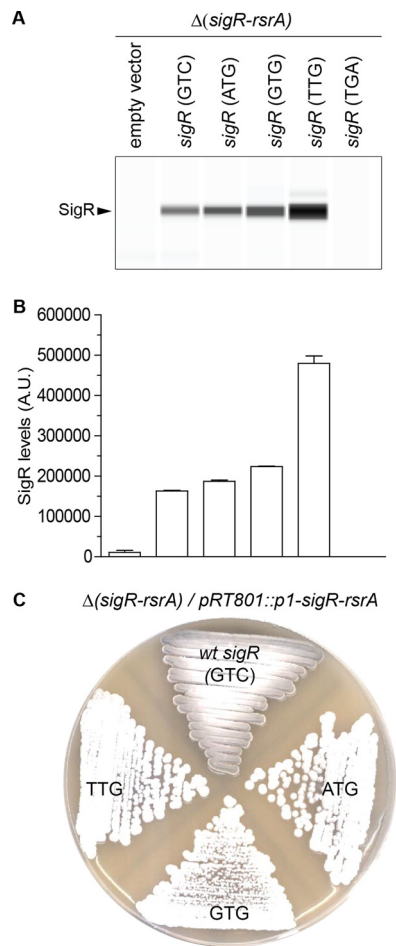 A
Δ(sigR-rsrA)
empty vector
sigR (GTC)
sigR (ATG)
sigR (GTG)
sigR (TTG)
sigR (TGA)
SigR
B
SigR levels (A.U.)
600000
500000
400000
300000
200000
100000
0
C
Δ(sigR-rsrA) / pRT801::p1-sigR-rsrA
wt sigR
(GTC)
TTG
ATG
GTG